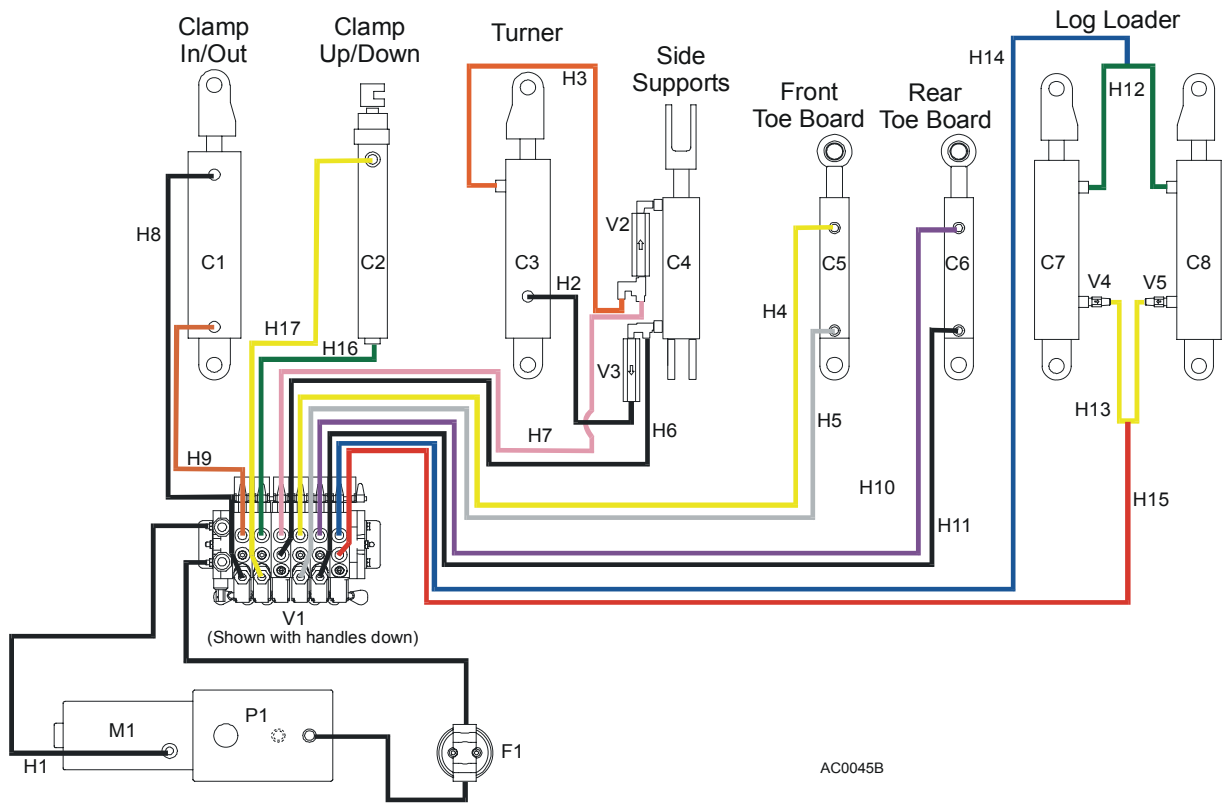 Clamp
In/Out
Clamp
Up/Down
Turner
Side
Supports
Front
Toe Board
Rear
Toe Board
Log Loader
H3
H14
H12
H8
V2
C1
C2
C3
C4
C5
C6
C7
C8
H2
V4
V5
H17
H4
H16
V3
H13
H5
H7
H6
H9
H10
H15
H11
V1
(Shown with handles down)
M1
P1
F1
H1
AC0045B